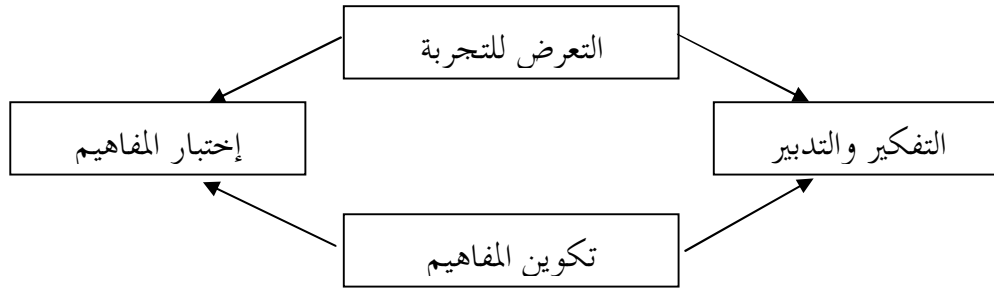 التعرض للتجربة
التفكير والتدبير
إختبار المفاهيم
تكوين المفاهيم